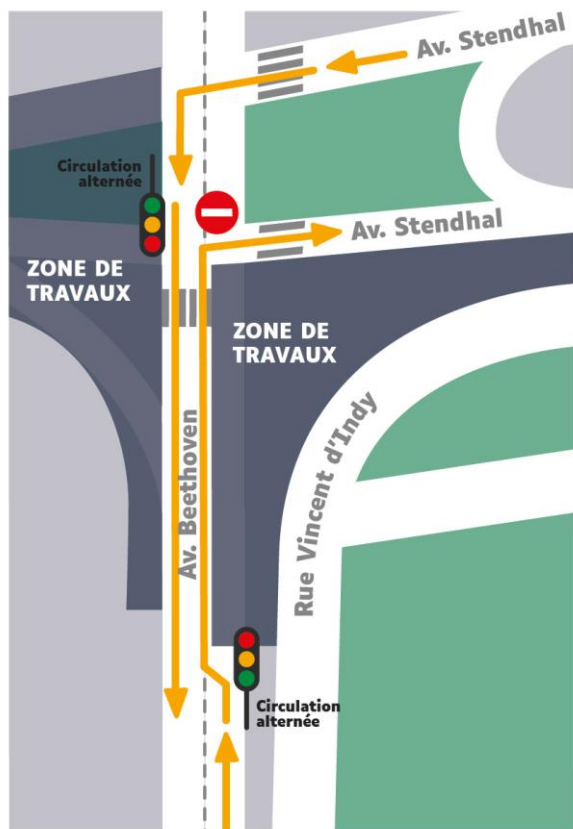 Av. Stendhal
Circulation
alternée
Av. Stendhal
ZONE DE
TRAVAUX
ZONE DE
TRAVAUX
Av. Beethoven
Rue Vincent d'Indy
Circulation
alternée